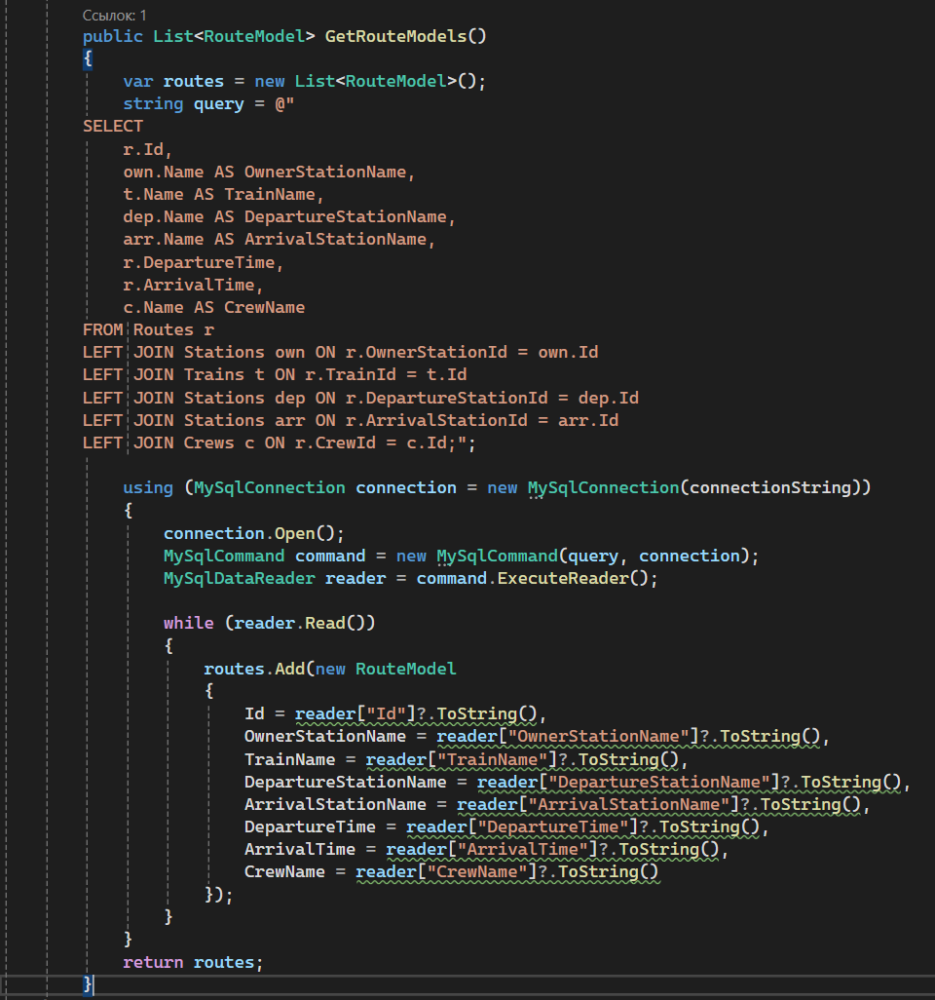 Ссылок: 1
public List<RouteModel> GetRouteModels()
{
var routes = new List<RouteModel>();
string query = @"
SELECT
r.Id,
own.Name AS OwnerStationName,
t.Name AS TrainName,
dep.Name AS DepartureStationName,
arr.Name AS ArrivalStationName,
r.DepartureTime,
r.ArrivalTime,
c.Name AS CrewName
FROM Routes r
LEFT JOIN Stations own ON r.OwnerStationId = own.Id
LEFT JOIN Trains t ON r.TrainId = t.Id
LEFT JOIN Stations dep ON r.DepartureStationId = dep.Id
LEFT JOIN Stations arr ON r.ArrivalStationId = arr.Id
LEFT JOIN Crews c ON r.CrewId = c.Id;";
using (MySqlConnection connection = new MySqlConnection(connectionString))
{
connection.Open();
MySqlCommand command = new MySqlCommand(query, connection);
MySqlDataReader reader = command.ExecuteReader();
while (reader.Read())
{
routes.Add(new RouteModel
{
Id = reader["Id"]?.ToString(),
OwnerStationName = reader["OwnerStationName"]?.ToString(),
TrainName = reader["TrainName"]?.ToString(),
DepartureStationName = reader["DepartureStationName"]?.ToString(),
ArrivalStationName = reader["ArrivalStationName"]?.ToString(),
DepartureTime = reader["DepartureTime"]?.ToString(),
ArrivalTime = reader["ArrivalTime"]?.ToString(),
CrewName = reader["CrewName"]?.ToString()
});
}
}
return routes;
}